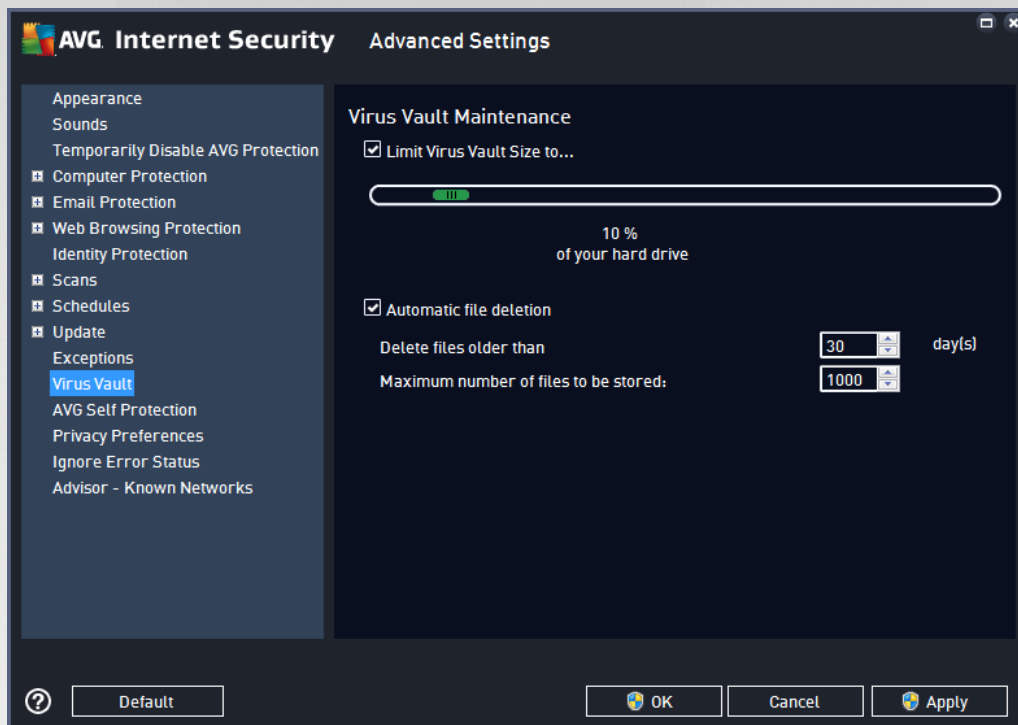 AVG. Internet Security Advanced Settings
Appearance
Sounds
Temporarily Disable AVG Protection
Computer Protection
Email Protection
Web Browsing Protection
Identity Protection
Scans
Schedules
Update
Exceptions
Virus Vault
AVG Self Protection
Privacy Preferences
Ignore Error Status
Advisor - Known Networks
Virus Vault Maintenance
Limit Virus Vault Size to...
10 %
of your hard drive
Automatic file deletion
Delete files older than 30 day(s)
Maximum number of files to be stored: 1000
? Default OK Cancel Apply